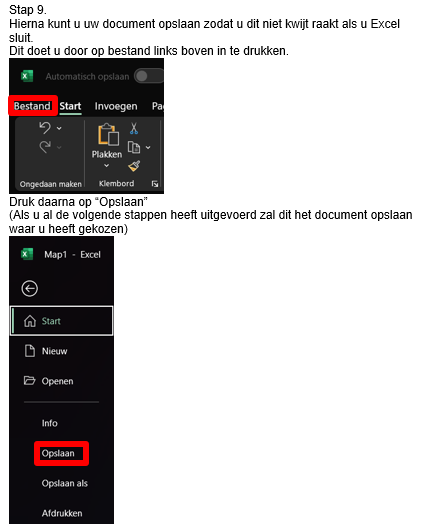 Stap 9.
Hierna kunt u uw document opslaan zodat u dit niet kwijt raakt als u Excel
sluit.
Dit doet u door op bestand links boven in te drukken.
Automatisch opslaan
Bestand Start Invoegen Pa
Plakken
Ongedaan maken Klembord
Druk daarna op “Opslaan”
(Als u al de volgende stappen heeft uitgevoerd zal dit het document opslaan
waar u heeft gekozen)
Map1 - Excel
Start
Nieuw
Openen
Info
Opslaan
Opslaan als
Afdrukken